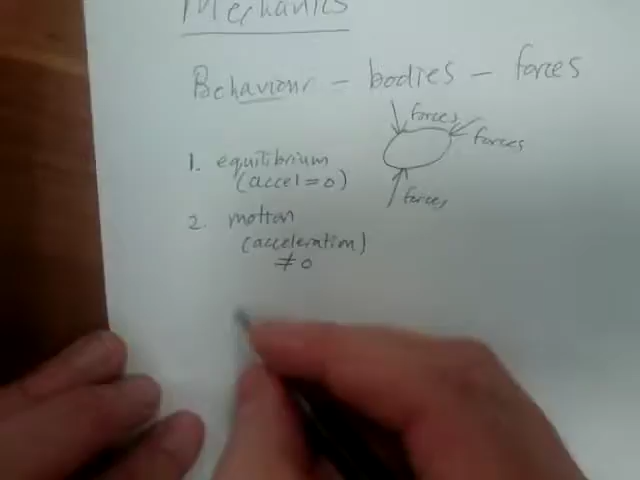 Mechanics
Behaviour - bodies - forces
forces
forces
1. equilibrium
(accel = 0)
forces
2. motion
(acceleration)
≠ 0